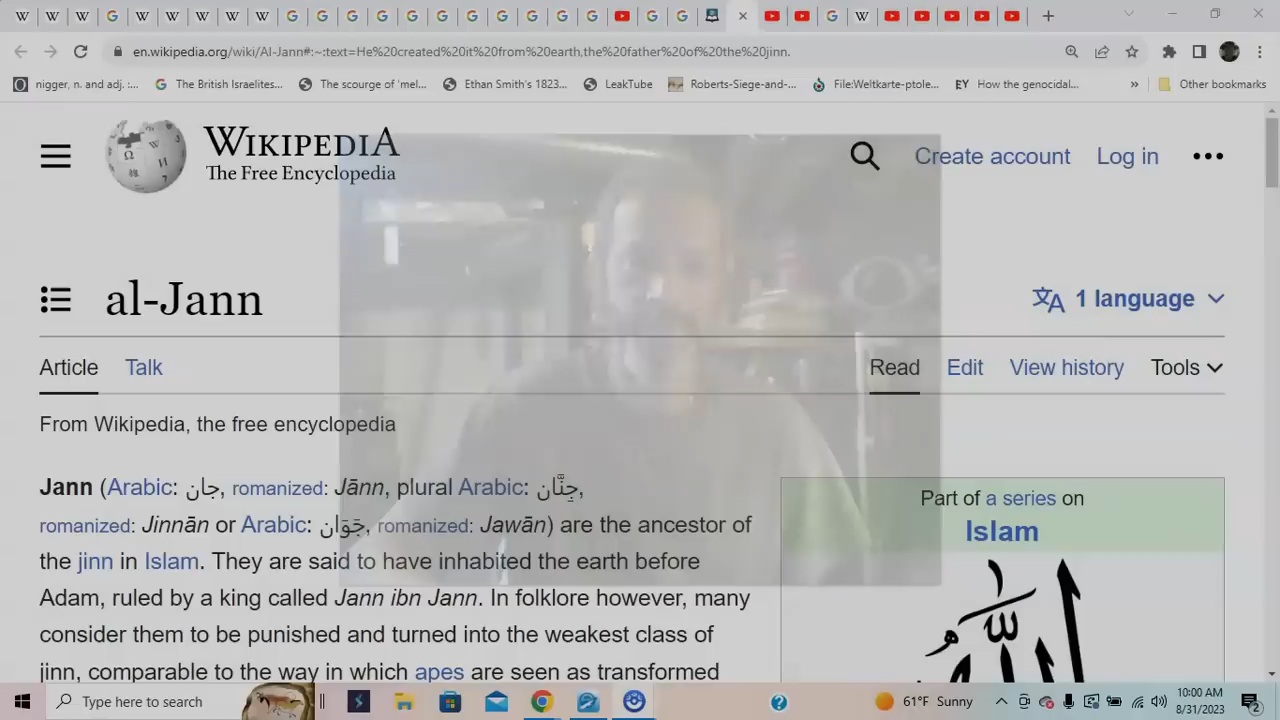 en.wikipedia.org/wiki/Al-Jann#:~:text=He%20created%20it%20from%20earth,the%20father%20of%20the%20jinn.
nigger, n. and adj. :... The British Israelites... The scourge of 'mel... Ethan Smith's 1823... LeakTube Roberts-Siege-and-... File:Weltkarte-ptole... EY How the genocidal... » Other bookmarks
WIKIPEDIA
The Free Encyclopedia
Create account Log in
al-Jann
1 language
Article Talk Read Edit View history Tools
From Wikipedia, the free encyclopedia
Jann (Arabic: جان, romanized: Jānn, plural Arabic: جِنَّان,
romanized: Jinnān or Arabic: جَوَان, romanized: Jawān) are the ancestor of
the jinn in Islam. They are said to have inhabited the earth before
Adam, ruled by a king called Jann ibn Jann. In folklore however, many
consider them to be punished and turned into the weakest class of
jinn, comparable to the way in which apes are seen as transformed
Part of a series on
Islam
الله
Type here to search
61°F Sunny
10:00 AM
8/31/2023
2